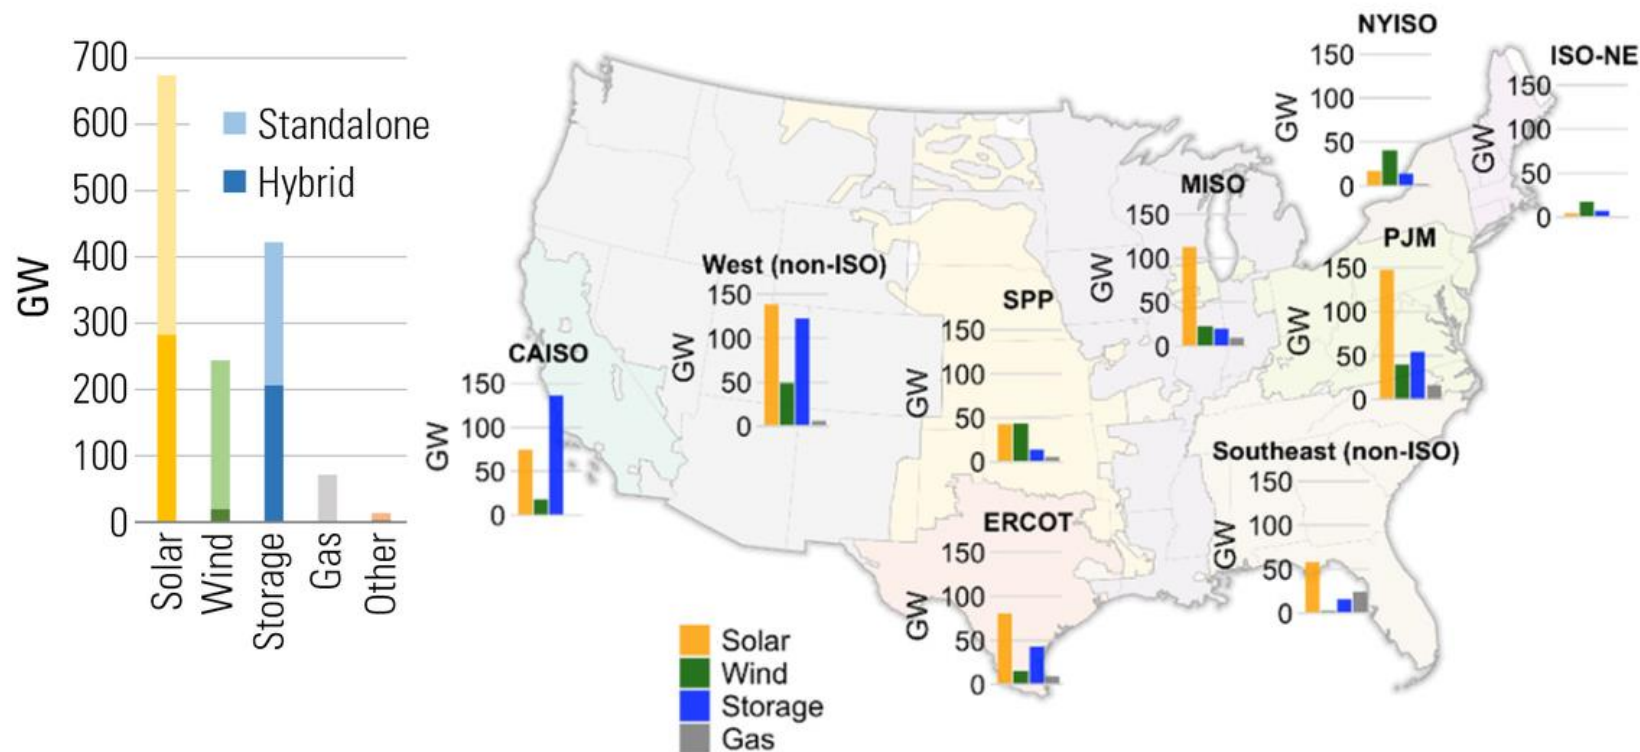 700
600
500
400
300
200
100
0
GW
Standalone
Hybrid
Solar
Wind
Storage
Gas
Other
CAISO
150
100
50
0
GW
West (non-ISO)
150
100
50
0
GW
SPP
150
100
50
0
GW
ERCOT
150
100
50
0
GW
MISO
150
100
50
0
GW
NYISO
150
100
50
0
GW
ISO-NE
150
100
50
0
GW
PJM
150
100
50
0
GW
Southeast (non-ISO)
150
100
50
0
GW
Solar
Wind
Storage
Gas